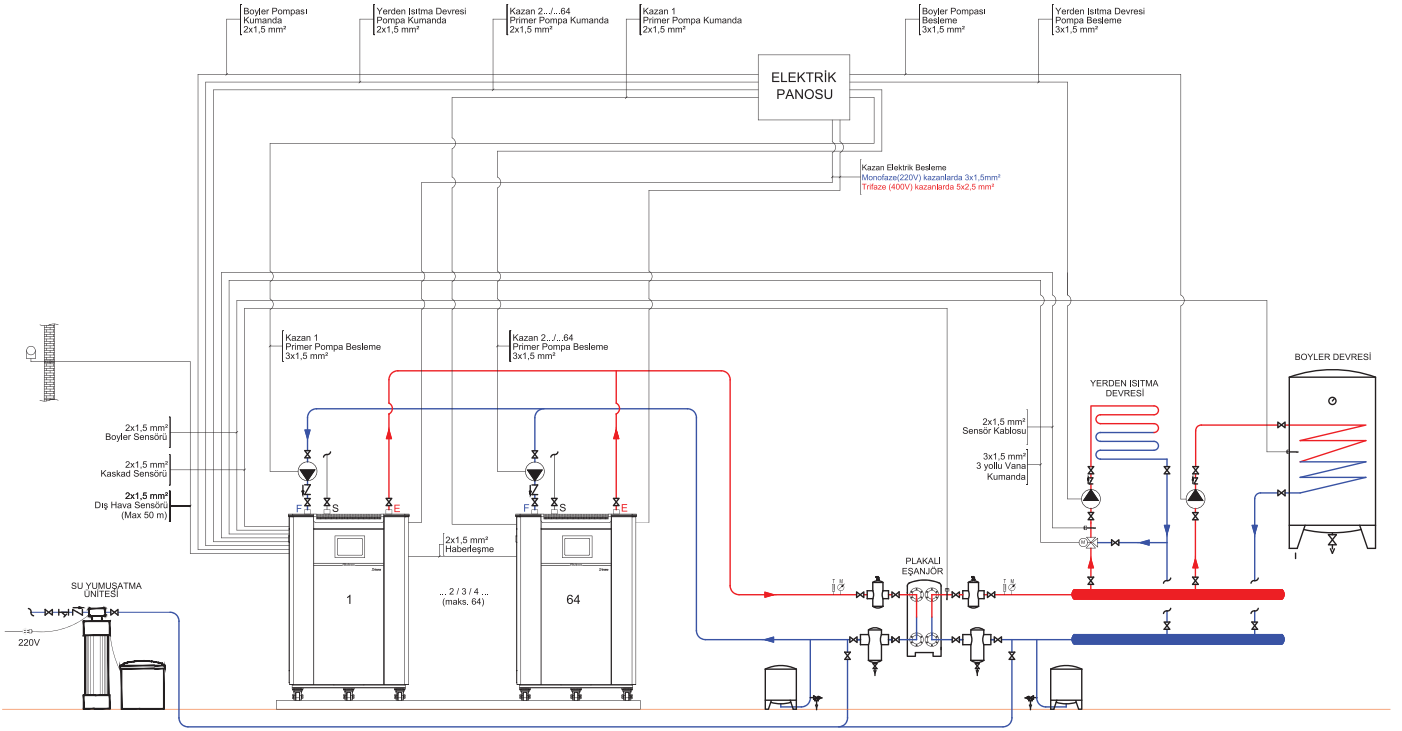 Boyler Pompası
Kumanda
2x1,5 mm²
Yerden Isıtma Devresi
Pompa Kumanda
2x1,5 mm²
Kazan 2.../...64
Primer Pompa Kumanda
2x1,5 mm²
Kazan 1
Primer Pompa Kumanda
2x1,5 mm²
Boyler Pompası
Besleme
3x1,5 mm²
Yerden Isıtma Devresi
Pompa Besleme
3x1,5 mm²
ELEKTRİK
PANOSU
Kazan Elektrik Besleme
Monofaze(220V) kazanlarda 3x1,5mm²
Trifaze (400V) kazanlarda 5x2,5 mm²
Kazan 1
Primer Pompa Besleme
3x1,5 mm²
Kazan 2.../...64
Primer Pompa Besleme
3x1,5 mm²
BOYLER DEVRESİ
YERDEN ISITMA
DEVRESİ
2x1,5 mm²
Boyler Sensörü
2x1,5 mm²
Kaskad Sensörü
2x1,5 mm²
Dış Hava Sensörü
(Max 50 m)
2x1,5 mm²
Sensör Kablosu
3x1,5 mm²
3 yollu Vana
Kumanda
F S E
F S E
M
2x1,5 mm²
Haberleşme
1
... 2 / 3 / 4 ...
(maks. 64)
64
PLAKALI
EŞANJÖR
T M
T M
SU YUMUŞATMA
ÜNİTESİ
220V